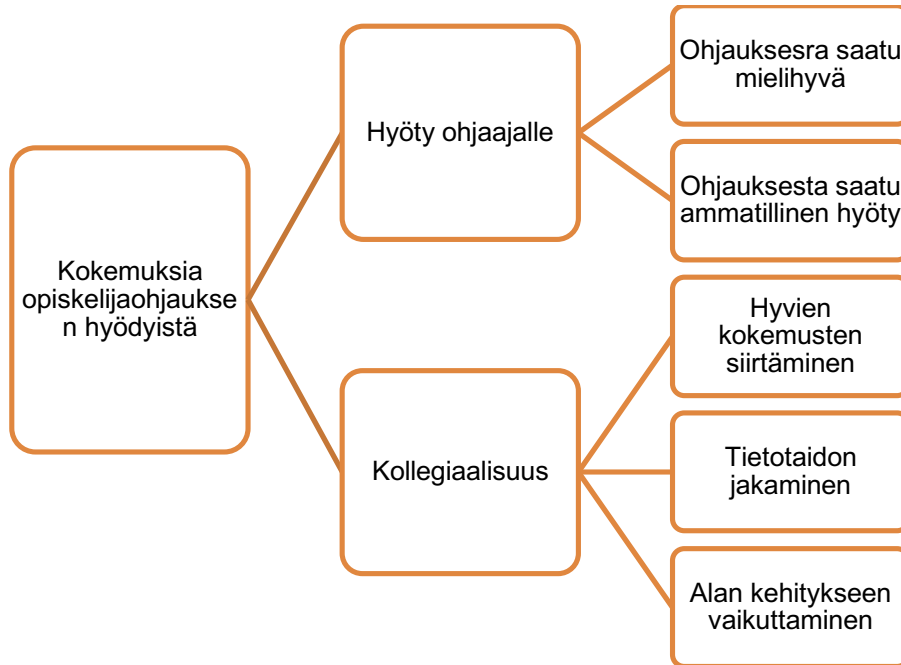 Kokemuksia
opiskelijaohjaukse
n hyödyistä
Hyöty ohjaajalle
Ohjauksesra saatu
mielihyvä
Ohjauksesta saatu
ammatillinen hyöty
Kollegiaalisuus
Hyvien
kokemusten
siirtäminen
Tietotaidon
jakaminen
Alan kehitykseen
vaikuttaminen